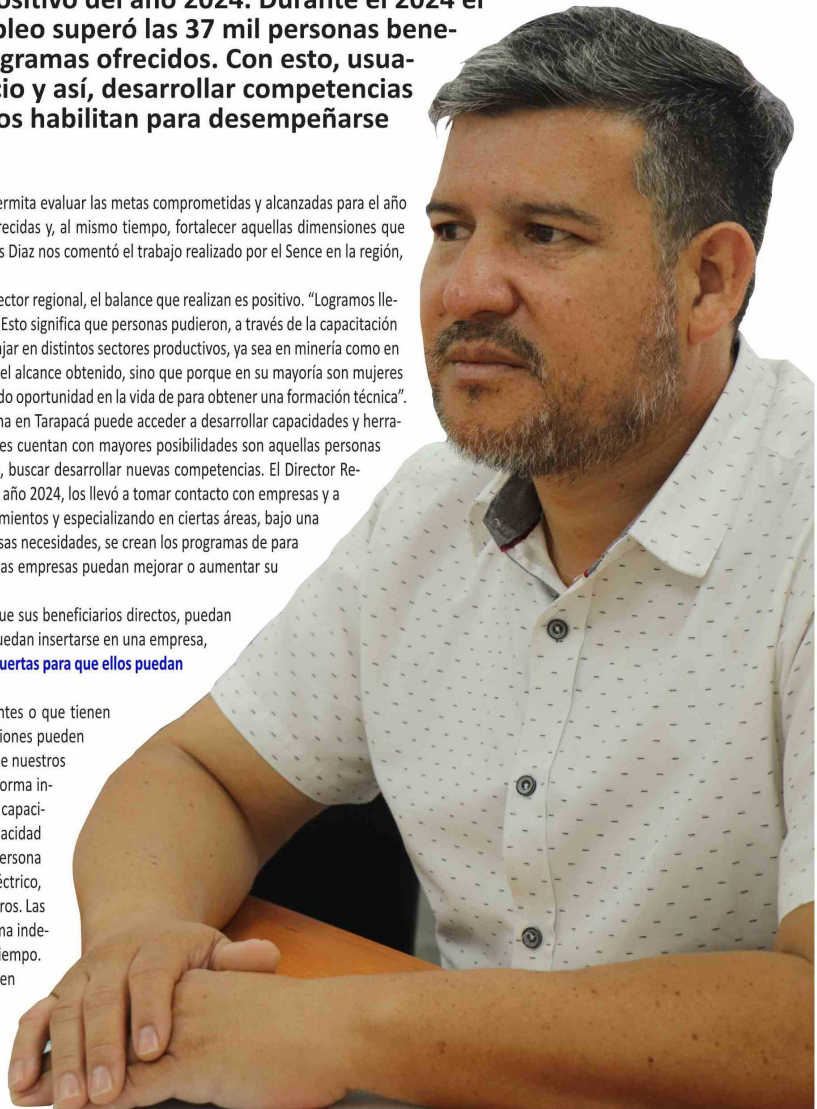 ositivo del año 2024. Durante el 2024 el
pleo superó las 37 mil personas bene-
gramas ofrecidos. Con esto, usua-
cio y así, desarrollar competencias
os habilitan para desempeñarse
ermita evaluar las metas comprometidas y alcanzadas para el año
recidas y, al mismo tiempo, fortalecer aquellas dimensiones que
s Diaz nos comentó el trabajo realizado por el Sence en la región,
ector regional, el balance que realizan es positivo. “Logramos lle-
Esto significa que personas pudieron, a través de la capacitación
ajar en distintos sectores productivos, ya sea en minería como en
el alcance obtenido, sino que porque en su mayoría son mujeres
do oportunidad en la vida de para obtener una formación técnica”.
na en Tarapacá puede acceder a desarrollar capacidades y herra-
es cuentan con mayores posibilidades son aquellas personas
, buscar desarrollar nuevas competencias. El Director Re-
año 2024, los llevó a tomar contacto con empresas y a
mientos y especializando en ciertas áreas, bajo una
sas necesidades, se crean los programas de para
as empresas puedan mejorar o aumentar su
ue sus beneficiarios directos, puedan
uedan insertarse en una empresa,
uertas para que ellos puedan
ntes o que tienen
iones pueden
e nuestros
orma in-
capaci-
acidad
ersona
éctrico,
ros. Las
ma inde-
iempo.
en